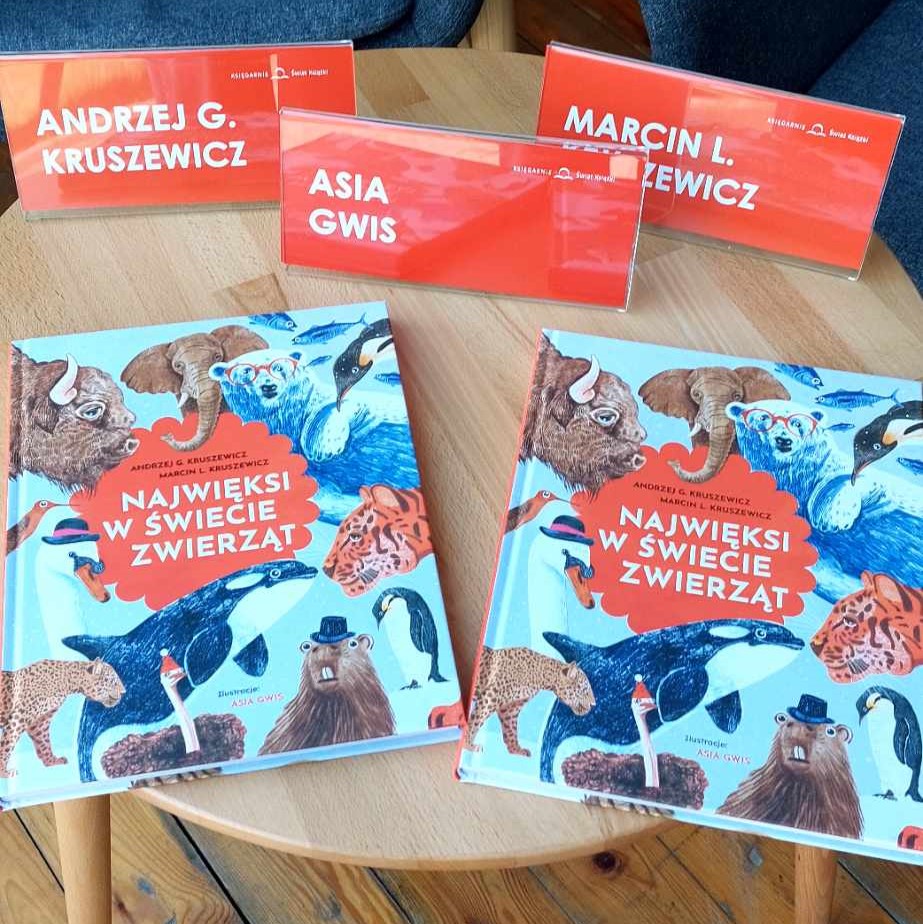 KSIĘGARNIE Świat Książki
ANDRZEJ G.
KRUSZEWICZ
KSIĘGARNIE Świat Książki
ASIA
GWIS
KSIĘGARNIE Świat Książki
MARCIN L.
KRUSZEWICZ
ANDRZEJ G. KRUSZEWICZ
MARCIN L. KRUSZEWICZ
NAJWIĘKSI
W ŚWIECIE
ZWIERZĄT
Ilustracje:
ASIA GWIS
ANDRZEJ G. KRUSZEWICZ
MARCIN L. KRUSZEWICZ
NAJWIĘKSI
W ŚWIECIE
ZWIERZĄT
Ilustracje:
ASIA GWIS